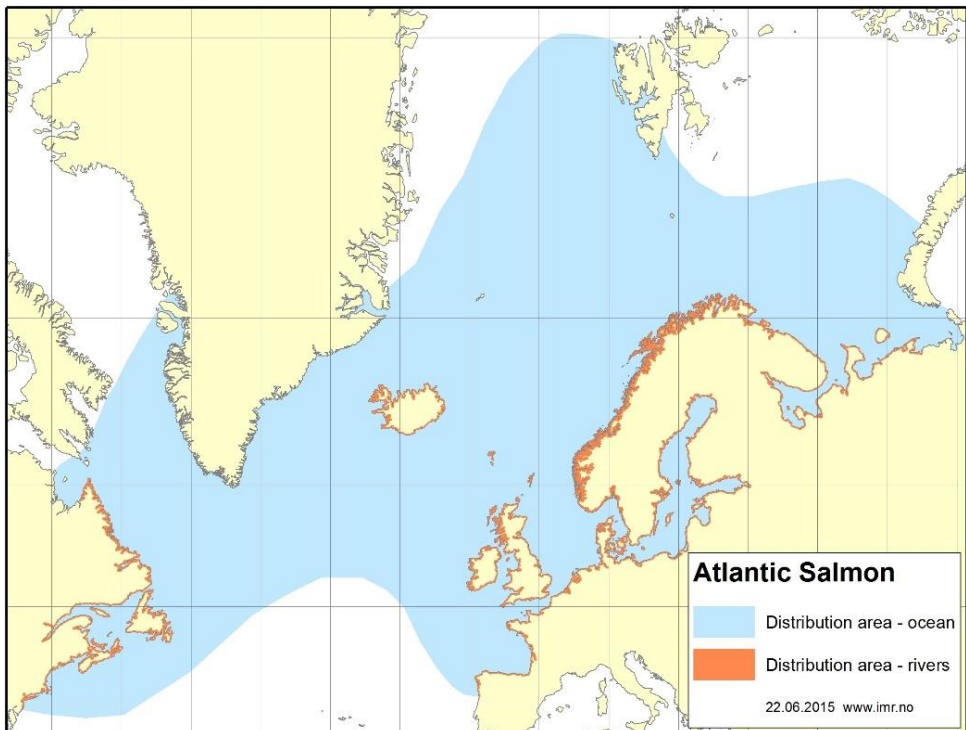 Atlantic Salmon
Distribution area - ocean
Distribution area - rivers
22.06.2015 www.imr.no